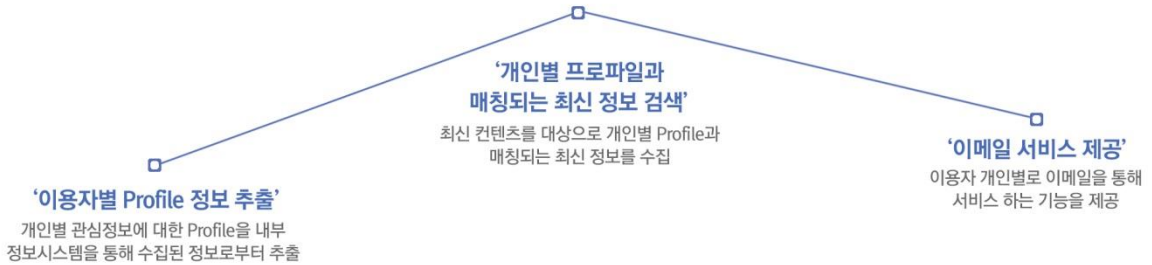 ‘개인별 프로파일과
매칭되는 최신 정보 검색’
최신 컨텐츠를 대상으로 개인별 Profile과
매칭되는 최신 정보를 수집
‘이메일 서비스 제공’
이용자 개인별로 이메일을 통해
서비스 하는 기능을 제공
‘이용자별 Profile 정보 추출’
개인별 관심정보에 대한 Profile을 내부
정보시스템을 통해 수집된 정보로부터 추출